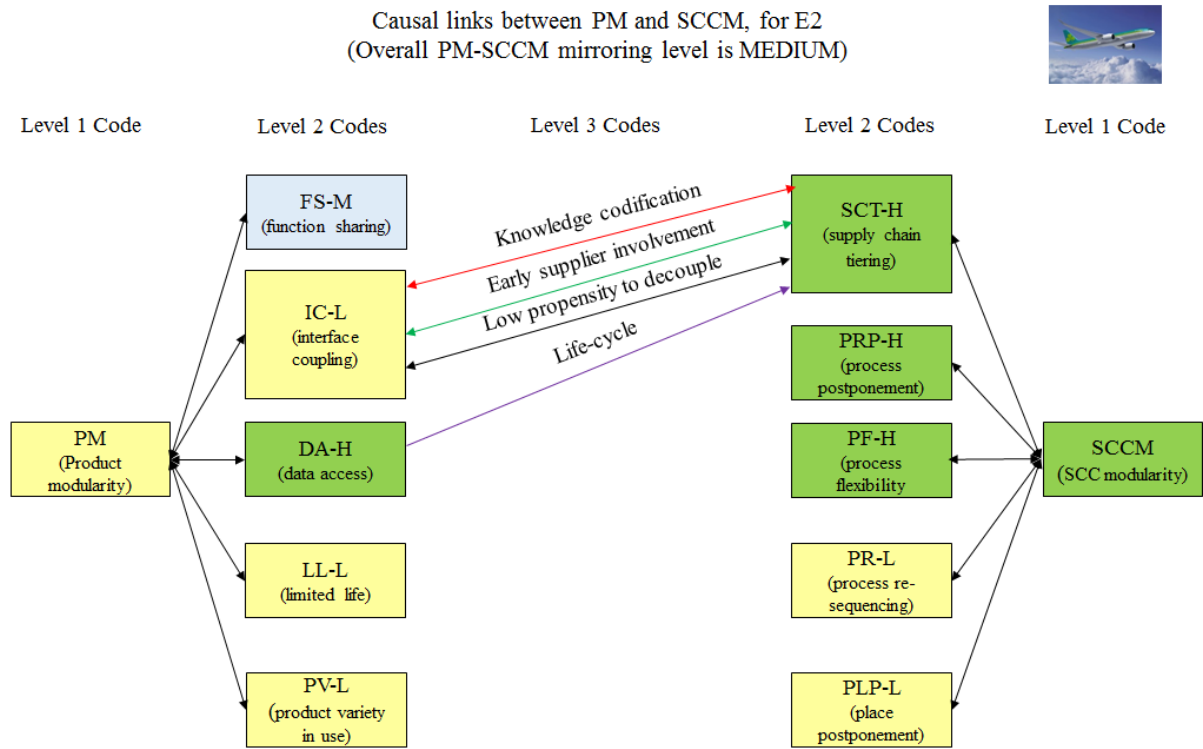 Causal links between PM and SCCM, for E2
(Overall PM-SCCM mirroring level is MEDIUM)
Level 1 Code
Level 2 Codes
Level 3 Codes
Level 2 Codes
Level 1 Code
FS-M
(function sharing)
IC-L
(interface
coupling)
DA-H
(data access)
LL-L
(limited life)
PV-L
(product variety
in use)
PM
(Product
modularity)
Knowledge codification
Early supplier involvement
Low propensity to decouple
Life-cycle
SCT-H
(supply chain
tiering)
PRP-H
(process
postponement)
PF-H
(process
flexibility
PR-L
(process re-
sequencing)
PLP-L
(place
postponement)
SCCM
(SCC modularity)